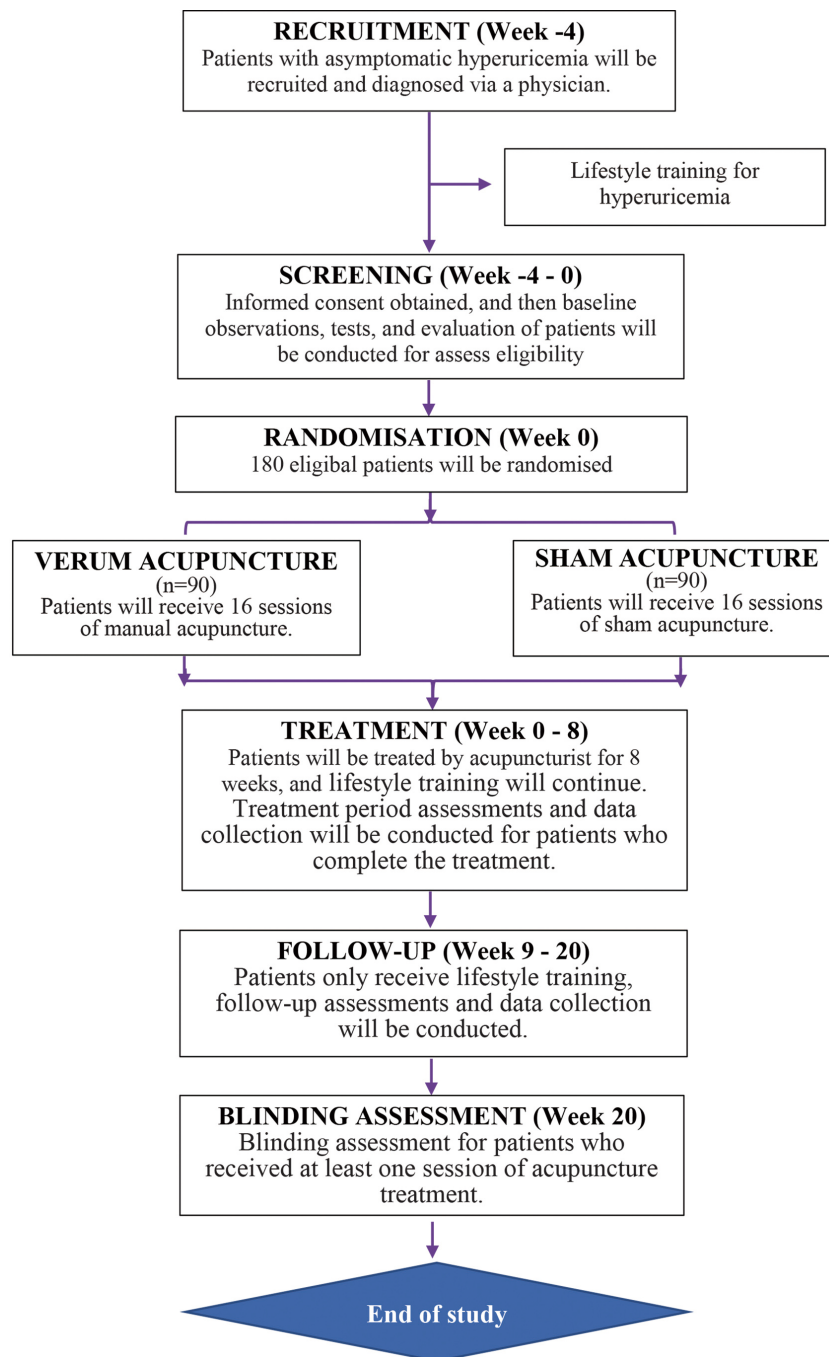 RECRUITMENT (Week -4)
Patients with asymptomatic hyperuricemia will be
recruited and diagnosed via a physician.
Lifestyle training for
hyperuricemia
SCREENING (Week -4 - 0)
Informed consent obtained, and then baseline
observations, tests, and evaluation of patients will
be conducted for assess eligibility
RANDOMISATION (Week 0)
180 eligibal patients will be randomised
VERUM ACUPUNCTURE
(n=90)
Patients will receive 16 sessions
of manual acupuncture.
SHAM ACUPUNCTURE
(n=90)
Patients will receive 16 sessions
of sham acupuncture.
TREATMENT (Week 0 - 8)
Patients will be treated by acupuncturist for 8
weeks, and lifestyle training will continue.
Treatment period assessments and data
collection will be conducted for patients who
complete the treatment.
FOLLOW-UP (Week 9 - 20)
Patients only receive lifestyle training,
follow-up assessments and data collection
will be conducted.
BLINDING ASSESSMENT (Week 20)
Blinding assessment for patients who
received at least one session of acupuncture
treatment.
End of study